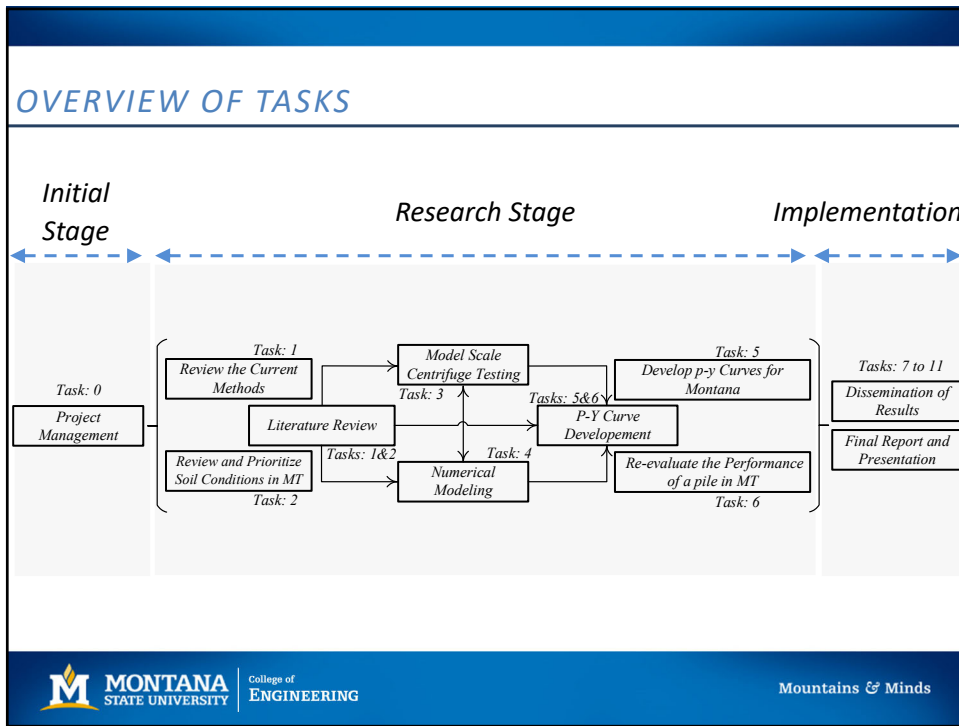 OVERVIEW OF TASKS
Initial
Stage
Research Stage
Implementation
Task: 0
Project
Management
Task: 1
Review the Current
Methods
Literature Review
Tasks: 1&2
Review and Prioritize
Soil Conditions in MT
Task: 2
Model Scale
Centrifuge Testing
Task: 3
Task: 4
Numerical
Modeling
Tasks: 5&6
P-Y Curve
Developement
Task: 5
Develop p-y Curves for
Montana
Re-evaluate the Performance
of a pile in MT
Task: 6
Tasks: 7 to 11
Dissemination of
Results
Final Report and
Presentation
M
MONTANA
STATE UNIVERSITY
College of
ENGINEERING
Mountains & Minds